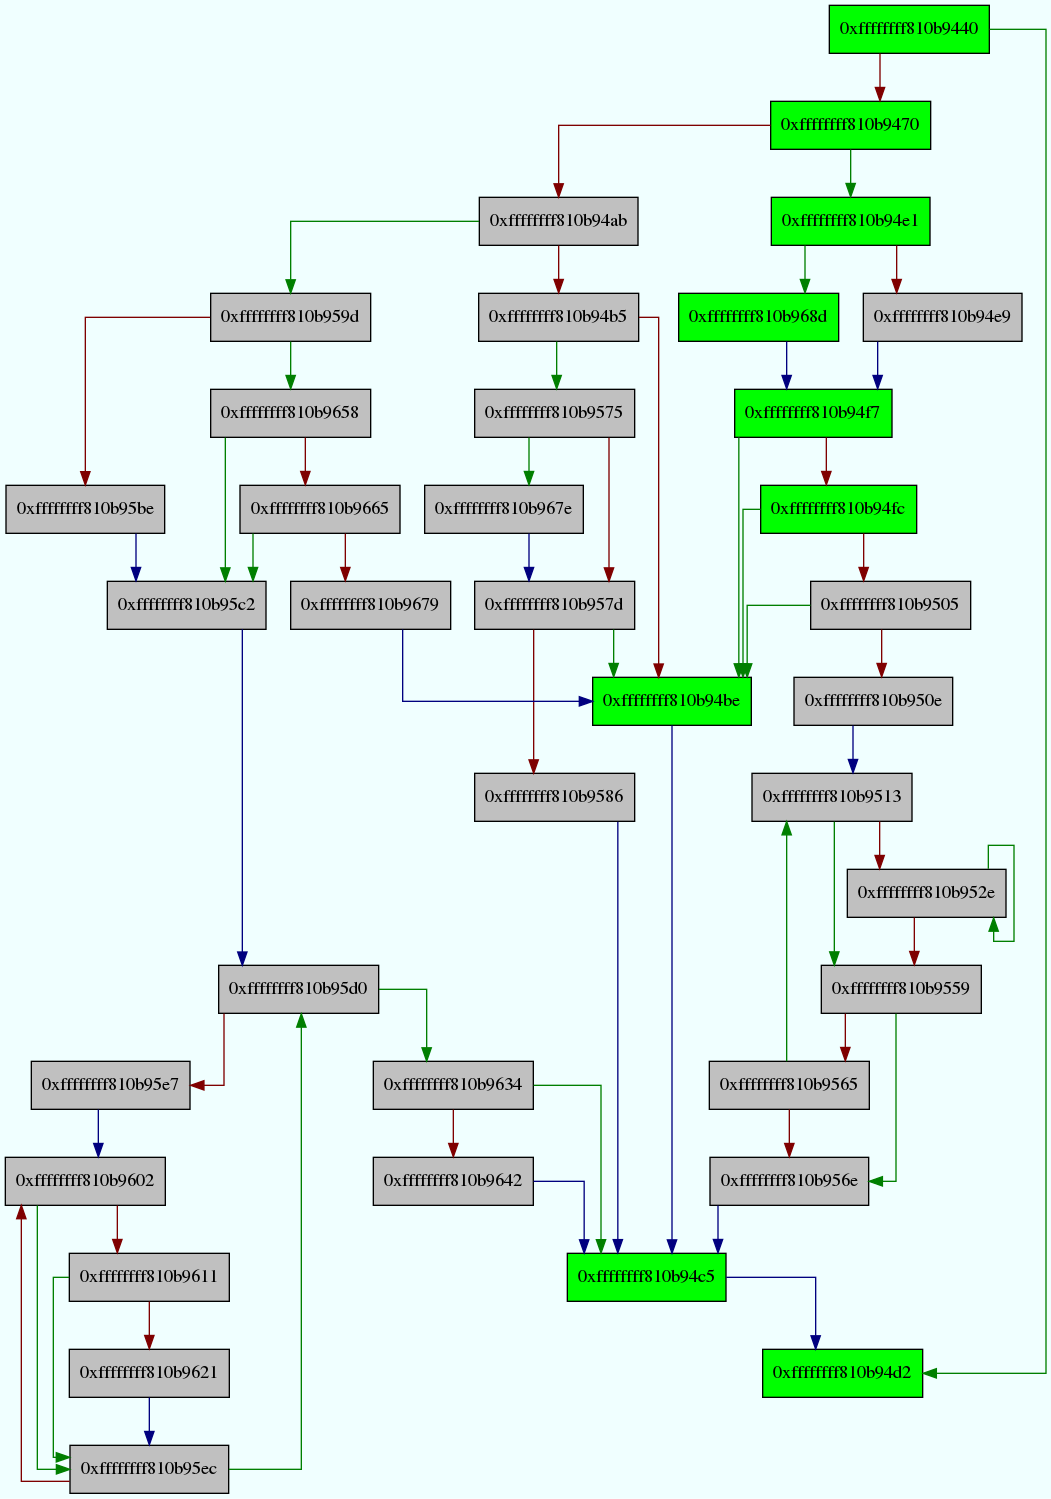 0xffffffff810b9440
0xffffffff810b9470
0xffffffff810b94ab
0xffffffff810b94e1
0xffffffff810b959d
0xffffffff810b94b5
0xffffffff810b968d
0xffffffff810b94e9
0xffffffff810b9658
0xffffffff810b9575
0xffffffff810b94f7
0xffffffff810b95be
0xffffffff810b9665
0xffffffff810b967e
0xffffffff810b94fc
0xffffffff810b95c2
0xffffffff810b9679
0xffffffff810b957d
0xffffffff810b9505
0xffffffff810b94be
0xffffffff810b950e
0xffffffff810b9586
0xffffffff810b9513
0xffffffff810b952e
0xffffffff810b95d0
0xffffffff810b9559
0xffffffff810b95e7
0xffffffff810b9634
0xffffffff810b9565
0xffffffff810b9602
0xffffffff810b9642
0xffffffff810b956e
0xffffffff810b9611
0xffffffff810b94c5
0xffffffff810b9621
0xffffffff810b94d2
0xffffffff810b95ec